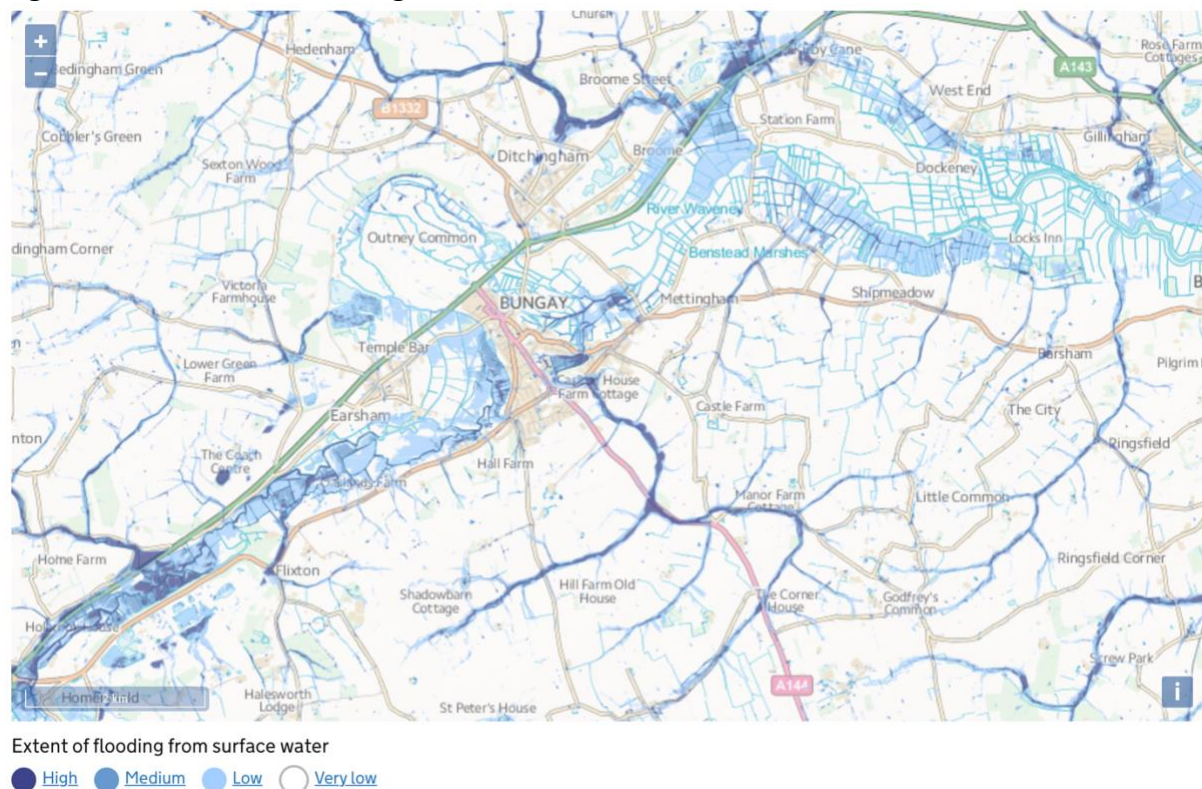 Church
Hedenham
Rose Farm
Cottages
Bedingham Green
Broome Street
A143
B1332
West End
Station Farm
Cobbler's Green
Gillingham
Ditchingham
Broome
Sexton Wood
Farm
Dockeney
River Waveney
Outney Common
Locks Inn
Benstead Marshes
dingham Corner
Victoria
Farmhouse
BUNGAY
Mettingham
Shipmeadow
B
Temple Bar
Barsham
Lower Green
Farm
Pilgrim
House
Farm Cottage
Castle Farm
The City
Earsham
nton
Ringsfield
The Coach
Centre
Hall Farm
Manor Farm
Cottage
Little Common
Home Farm
Flixton
Hill Farm Old
House
Ringsfield Corner
Shadowbarn
Cottage
The Corner
House
Godfrey's
Common
Screw Park
A144
Halesworth
Lodge
St Peter's House
i
Extent of flooding from surface water
High Medium Low Very low